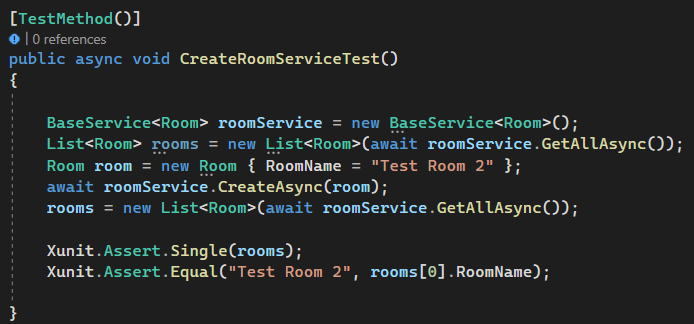 [TestMethod()]
| 0 references
public async void CreateRoomServiceTest()
{
BaseService<Room> roomService = new BaseService<Room>();
List<Room> rooms = new List<Room>(await roomService.GetAllAsync());
Room room = new Room { RoomName = "Test Room 2" };
await roomService.CreateAsync(room);
rooms = new List<Room>(await roomService.GetAllAsync());
Xunit.Assert.Single(rooms);
Xunit.Assert.Equal("Test Room 2", rooms[0].RoomName);
}